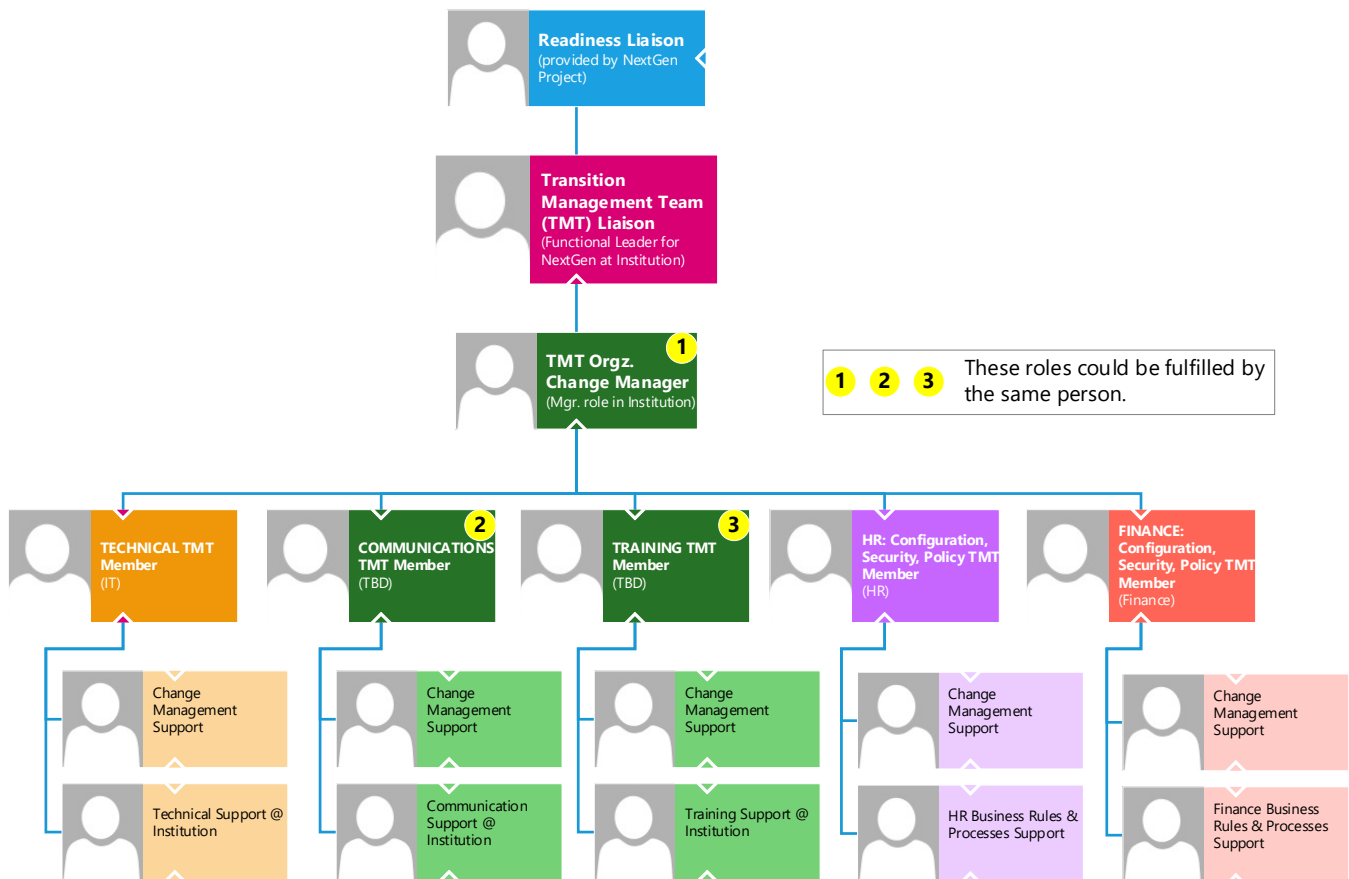 Readiness Liaison
(provided by NextGen
Project)
Transition
Management Team
(TMT) Liaison
(Functional Leader for
NextGen at Institution)
1
TMT Orgz.
Change Manager
(Mgr. role in Institution)
1 2 3
These roles could be fulfilled by
the same person.
TECHNICAL TMT
Member
(IT)
2
COMMUNICATIONS
TMT Member
(TBD)
3
TRAINING TMT
Member
(TBD)
HR: Configuration,
Security, Policy TMT
Member
(HR)
FINANCE:
Configuration,
Security, Policy TMT
Member
(Finance)
Change
Management
Support
Change
Management
Support
Change
Management
Support
Change
Management
Support
Change
Management
Support
Technical Support @
Institution
Communication
Support @
Institution
Training Support @
Institution
HR Business Rules &
Processes Support
Finance Business
Rules & Processes
Support